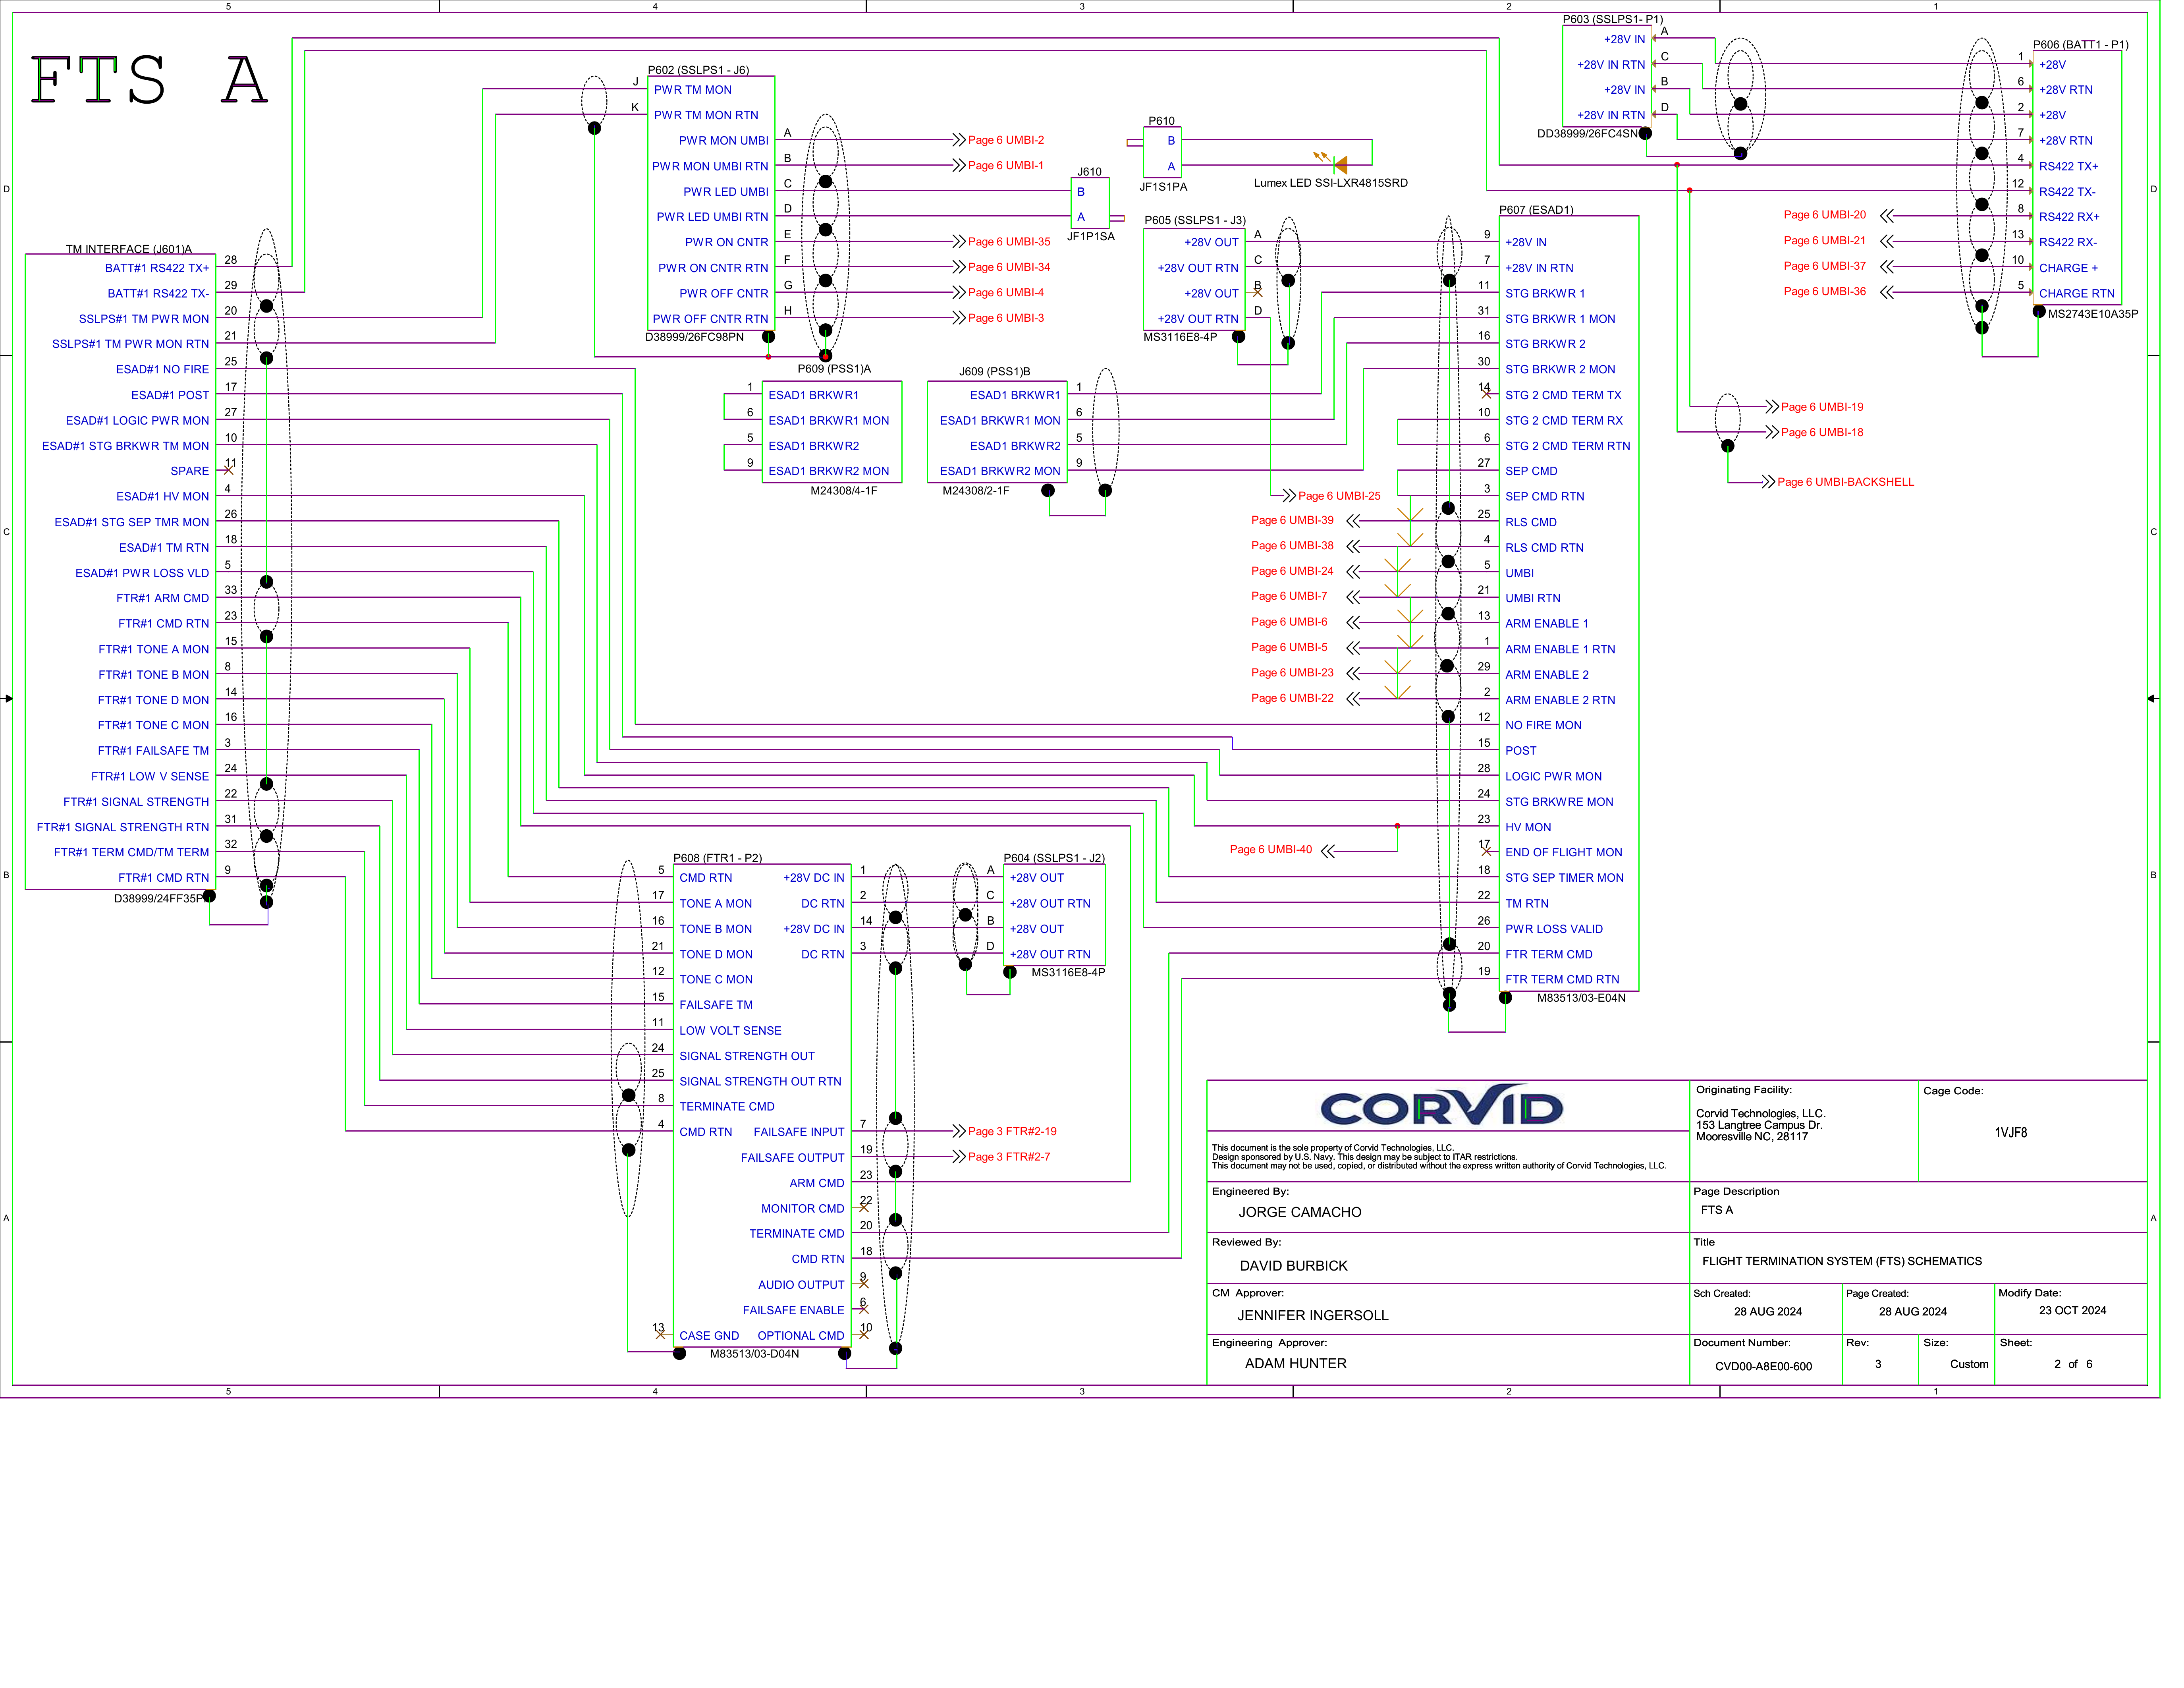 5 4 3 2 1
FTS A
P603 (SSLPS1- P1)
+28V IN A
+28V IN RTN C
+28V IN B
+28V IN RTN D
DD38999/26FC4SN
P606 (BATT1 - P1)
1 +28V
6 +28V RTN
2 +28V
7 +28V RTN
4 RS422 TX+
12 RS422 TX-
Page 6 UMBI-20 8 RS422 RX+
Page 6 UMBI-21 13 RS422 RX-
Page 6 UMBI-37 10 CHARGE +
Page 6 UMBI-36 5 CHARGE RTN
MS2743E10A35P
P602 (SSLPS1 - J6)
J PWR TM MON
K PWR TM MON RTN
PWR MON UMBI A Page 6 UMBI-2
PWR MON UMBI RTN B Page 6 UMBI-1
PWR LED UMBI C
PWR LED UMBI RTN D
PWR ON CNTR E Page 6 UMBI-35
PWR ON CNTR RTN F Page 6 UMBI-34
PWR OFF CNTR G Page 6 UMBI-4
PWR OFF CNTR RTN H Page 6 UMBI-3
D38999/26FC98PN
P610
B
A
JF1S1PA
Lumex LED SSI-LXR4815SRD
J610
B
A
JF1P1SA
P605 (SSLPS1 - J3)
+28V OUT A
+28V OUT RTN C
+28V OUT B
+28V OUT RTN D
MS3116E8-4P
Page 6 UMBI-25
P607 (ESAD1)
9 +28V IN
7 +28V IN RTN
11 STG BRKWR 1
31 STG BRKWR 1 MON
16 STG BRKWR 2
30 STG BRKWR 2 MON
14 STG 2 CMD TERM TX
10 STG 2 CMD TERM RX
6 STG 2 CMD TERM RTN
27 SEP CMD
3 SEP CMD RTN
Page 6 UMBI-39 25 RLS CMD
Page 6 UMBI-38 4 RLS CMD RTN
Page 6 UMBI-24 5 UMBI
Page 6 UMBI-7 21 UMBI RTN
Page 6 UMBI-6 13 ARM ENABLE 1
Page 6 UMBI-5 1 ARM ENABLE 1 RTN
Page 6 UMBI-23 29 ARM ENABLE 2
Page 6 UMBI-22 2 ARM ENABLE 2 RTN
12 NO FIRE MON
15 POST
28 LOGIC PWR MON
24 STG BRKWRE MON
23 HV MON
Page 6 UMBI-40 17 END OF FLIGHT MON
18 STG SEP TIMER MON
22 TM RTN
26 PWR LOSS VALID
20 FTR TERM CMD
19 FTR TERM CMD RTN
M83513/03-E04N
Page 6 UMBI-19
Page 6 UMBI-18
Page 6 UMBI-BACKSHELL
P609 (PSS1)A
1 ESAD1 BRKWR1
6 ESAD1 BRKWR1 MON
5 ESAD1 BRKWR2
9 ESAD1 BRKWR2 MON
M24308/4-1F
J609 (PSS1)B
ESAD1 BRKWR1 1
ESAD1 BRKWR1 MON 6
ESAD1 BRKWR2 5
ESAD1 BRKWR2 MON 9
M24308/2-1F
TM INTERFACE (J601)A
BATT#1 RS422 TX+ 28
BATT#1 RS422 TX- 29
SSLPS#1 TM PWR MON 20
SSLPS#1 TM PWR MON RTN 21
ESAD#1 NO FIRE 25
ESAD#1 POST 17
ESAD#1 LOGIC PWR MON 27
ESAD#1 STG BRKWR TM MON 10
SPARE 11
ESAD#1 HV MON 4
ESAD#1 STG SEP TMR MON 26
ESAD#1 TM RTN 18
ESAD#1 PWR LOSS VLD 5
FTR#1 ARM CMD 33
FTR#1 CMD RTN 23
FTR#1 TONE A MON 15
FTR#1 TONE B MON 8
FTR#1 TONE D MON 14
FTR#1 TONE C MON 16
FTR#1 FAILSAFE TM 3
FTR#1 LOW V SENSE 24
FTR#1 SIGNAL STRENGTH 22
FTR#1 SIGNAL STRENGTH RTN 31
FTR#1 TERM CMD/TM TERM 32
FTR#1 CMD RTN 9
D38999/24FF35P
P608 (FTR1 - P2)
5 CMD RTN +28V DC IN 1
17 TONE A MON DC RTN 2
16 TONE B MON +28V DC IN 14
21 TONE D MON DC RTN 3
12 TONE C MON
15 FAILSAFE TM
11 LOW VOLT SENSE
24 SIGNAL STRENGTH OUT
25 SIGNAL STRENGTH OUT RTN
8 TERMINATE CMD
4 CMD RTN FAILSAFE INPUT 7 Page 3 FTR#2-19
FAILSAFE OUTPUT 19 Page 3 FTR#2-7
ARM CMD 23
MONITOR CMD 22
TERMINATE CMD 20
CMD RTN 18
AUDIO OUTPUT 9
FAILSAFE ENABLE 6
13 CASE GND OPTIONAL CMD 10
M83513/03-D04N
P604 (SSLPS1 - J2)
A +28V OUT
C +28V OUT RTN
B +28V OUT
D +28V OUT RTN
MS3116E8-4P
CORVID
This document is the sole property of Corvid Technologies, LLC.
Design sponsored by U.S. Navy. This design may be subject to ITAR restrictions.
This document may not be used, copied, or distributed without the express written authority of Corvid Technologies, LLC.
Originating Facility:
Corvid Technologies, LLC.
153 Langtree Campus Dr.
Mooresville NC, 28117
Cage Code:
1VJF8
Engineered By:
JORGE CAMACHO
Page Description
FTS A
Reviewed By:
DAVID BURBICK
Title
FLIGHT TERMINATION SYSTEM (FTS) SCHEMATICS
CM Approver:
JENNIFER INGERSOLL
Sch Created:
28 AUG 2024
Page Created:
28 AUG 2024
Modify Date:
23 OCT 2024
Engineering Approver:
ADAM HUNTER
Document Number:
CVD00-A8E00-600
Rev:
3
Size:
Custom
Sheet:
2 of 6
D D
C C
B B
A A
5 4 3 2 1